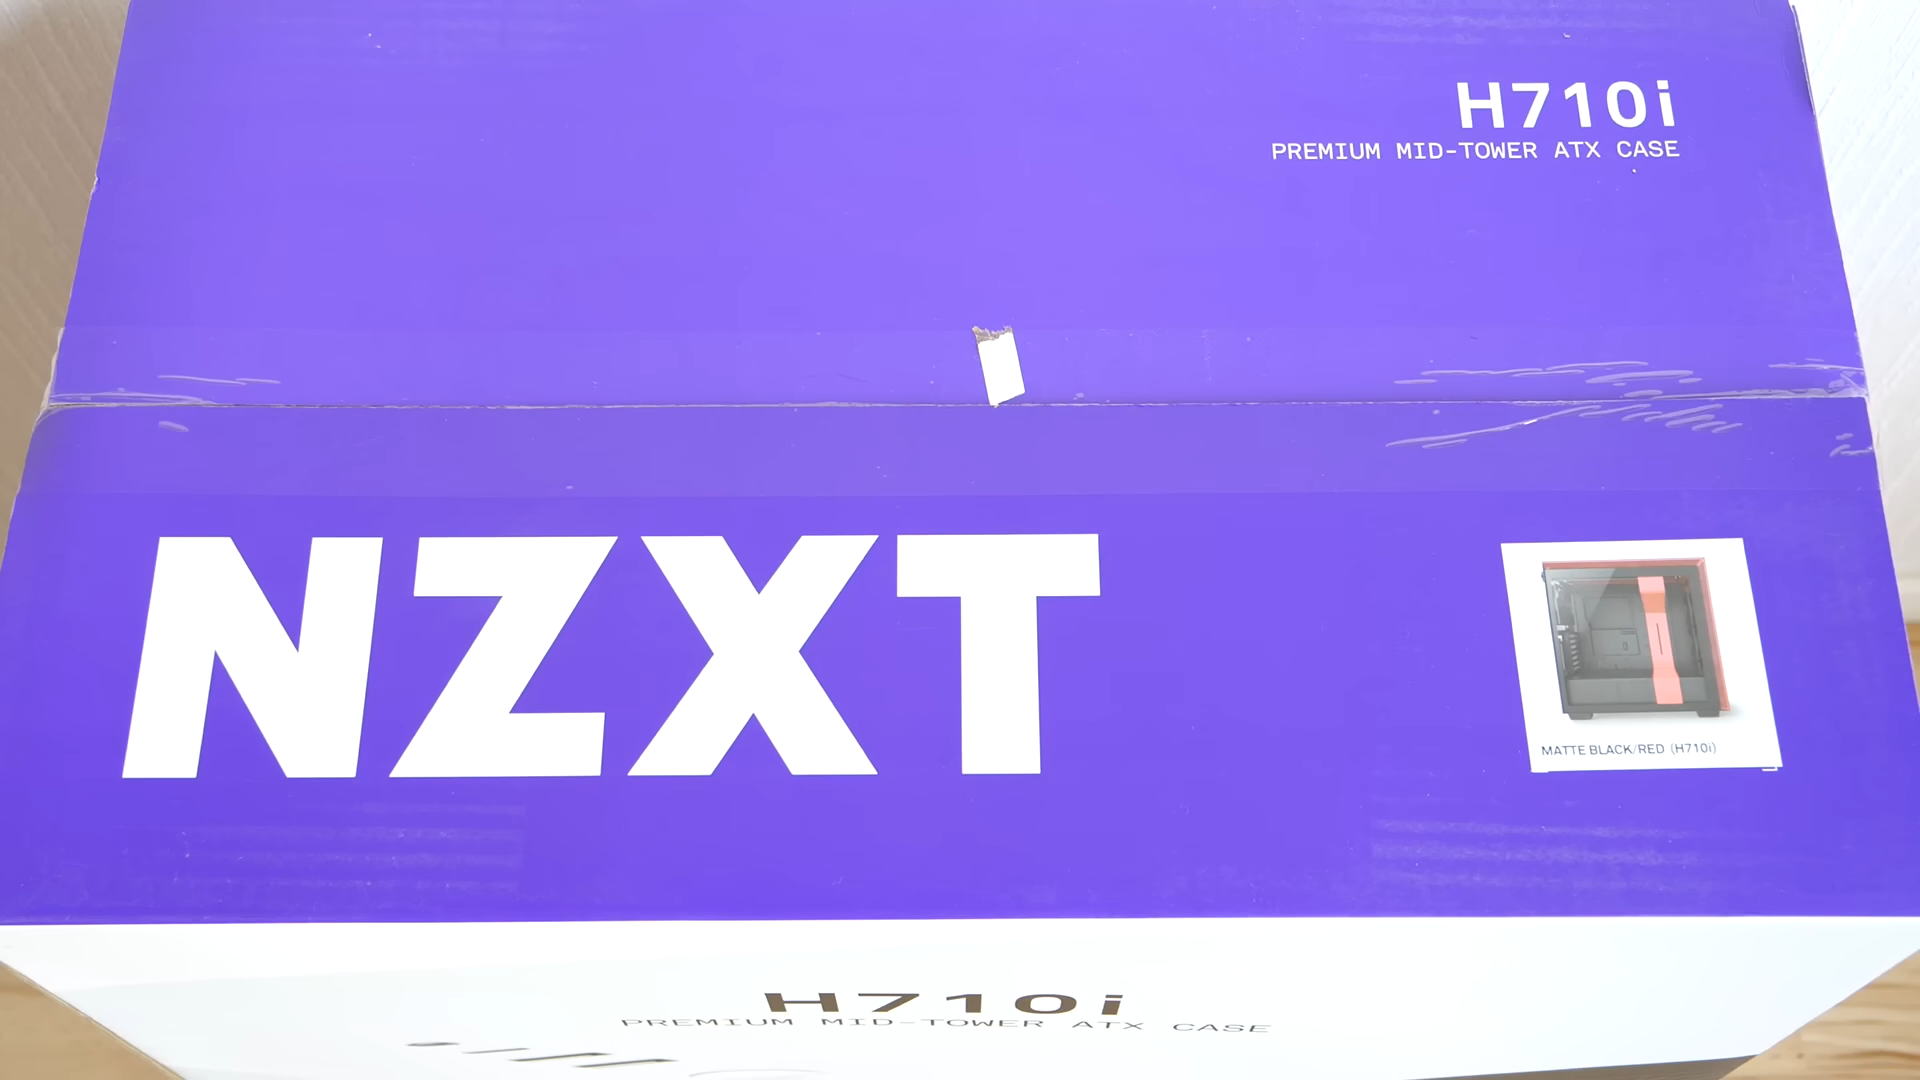 H710i
PREMIUM MID-TOWER ATX CASE
NZXT
MATTE BLACK/RED (H710i)
H710i
PREMIUM MID-TOWER ATX CASE